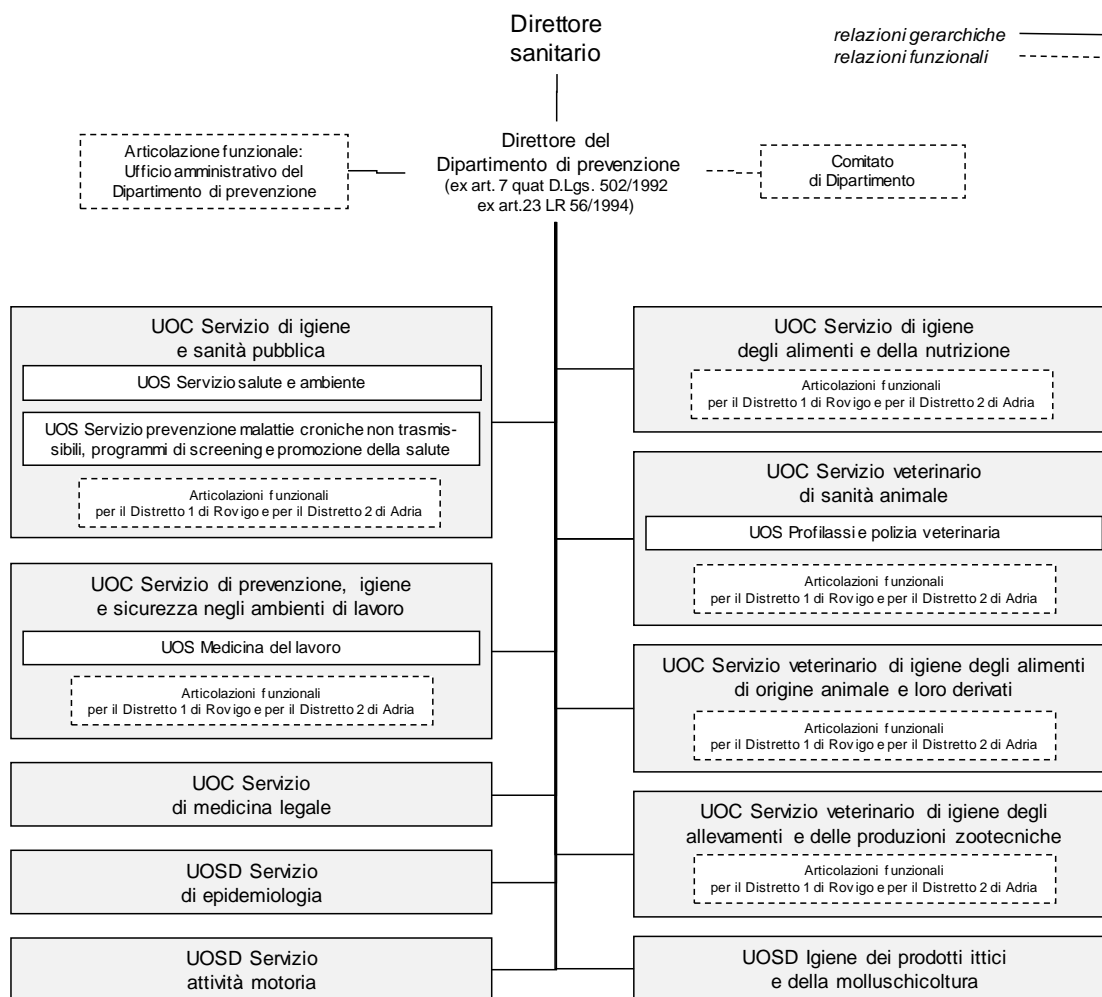 Direttore
sanitario
relazioni gerarchiche
relazioni funzionali
Articolazione funzionale:
Ufficio amministrativo del
Dipartimento di prevenzione
Direttore del
Dipartimento di prevenzione
(ex art. 7 quat D.Lgs. 502/1992
ex art.23 LR 56/1994)
Comitato
di Dipartimento
UOC Servizio di igiene
e sanità pubblica
UOS Servizio salute e ambiente
UOS Servizio prevenzione malattie croniche non trasmis-
sibili, programmi di screening e promozione della salute
Articolazioni funzionali
per il Distretto 1 di Rovigo e per il Distretto 2 di Adria
UOC Servizio di prevenzione, igiene
e sicurezza negli ambienti di lavoro
UOS Medicina del lavoro
Articolazioni funzionali
per il Distretto 1 di Rovigo e per il Distretto 2 di Adria
UOC Servizio
di medicina legale
UOSD Servizio
di epidemiologia
UOSD Servizio
attività motoria
UOC Servizio di igiene
degli alimenti e della nutrizione
Articolazioni funzionali
per il Distretto 1 di Rovigo e per il Distretto 2 di Adria
UOC Servizio veterinario
di sanità animale
UOS Profilassi e polizia veterinaria
Articolazioni funzionali
per il Distretto 1 di Rovigo e per il Distretto 2 di Adria
UOC Servizio veterinario di igiene degli alimenti
di origine animale e loro derivati
Articolazioni funzionali
per il Distretto 1 di Rovigo e per il Distretto 2 di Adria
UOC Servizio veterinario di igiene degli
allevamenti e delle produzioni zootecniche
Articolazioni funzionali
per il Distretto 1 di Rovigo e per il Distretto 2 di Adria
UOSD Igiene dei prodotti ittici
e della molluschicoltura